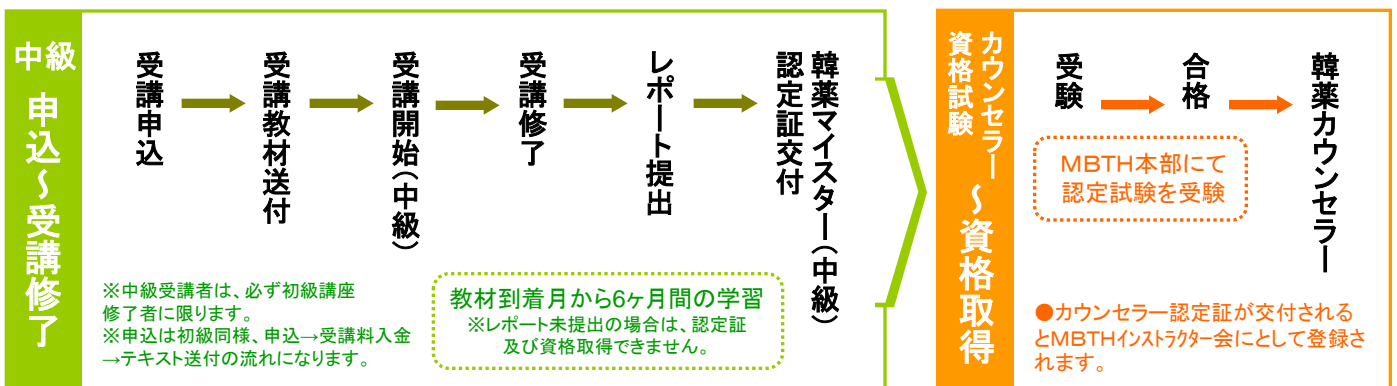 中級
申込～受講修了
受講申込
受講教材送付
受講開始（中級）
受講修了
レポート提出
韓薬マイスター（中級）
認定証交付
※中級受講者は、必ず初級講座
修了者に限ります。
※申込は初級同様、申込→受講料入金
→テキスト送付の流れになります。
教材到着月から6ヶ月間の学習
※レポート未提出の場合は、認定証
及び資格取得できません。
カウンセラー
資格試験
～資格取得
受験
合格
韓薬カウンセラー
MBTH本部にて
認定試験を受験
●カウンセラー認定証が交付される
とMBTHインストラクター会にとして登録さ
れます。